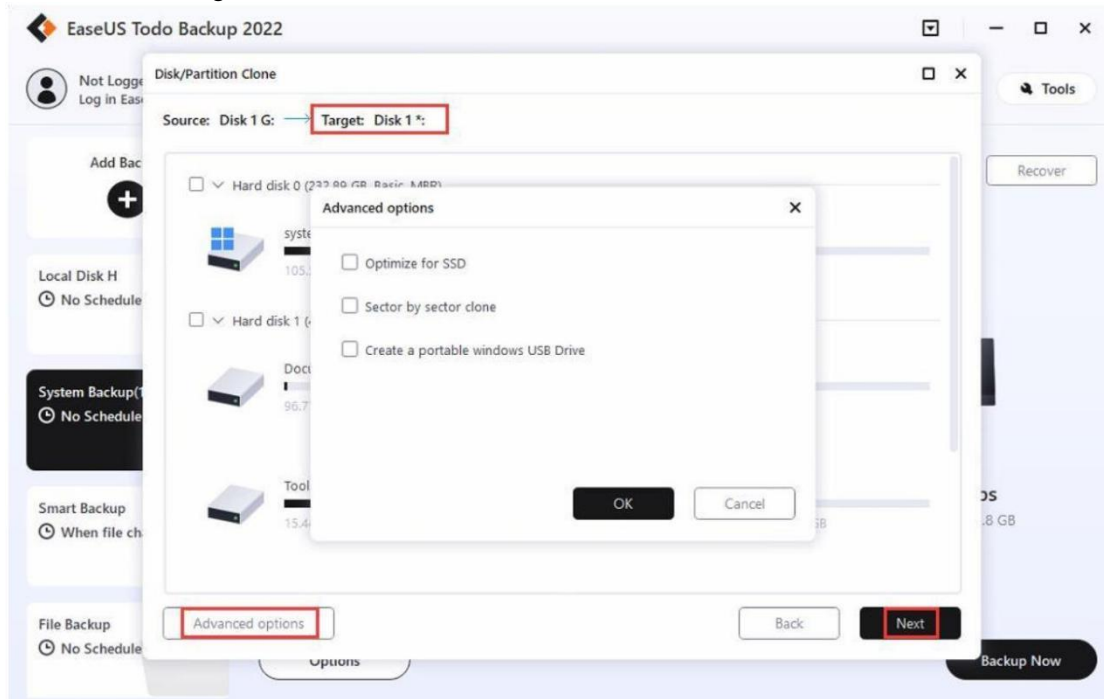 EaseUS Todo Backup 2022
Not Logge
Log in Eas
Tools
Disk/Partition Clone
Source: Disk 1 G: → Target: Disk 1 *:
Add Bac
Recover
Hard disk 0 (232.89 GB, Basic, MBR)
Advanced options
syste
105.
Optimize for SSD
Local Disk H
No Schedule
Sector by sector clone
Hard disk 1 (
Create a portable windows USB Drive
Docu
96.7
System Backup(1
No Schedule
Tool
15.4
OK
Cancel
GB
Smart Backup
When file ch
.8 GB
File Backup
No Schedule
Advanced options
Back
Next
Options
Backup Now